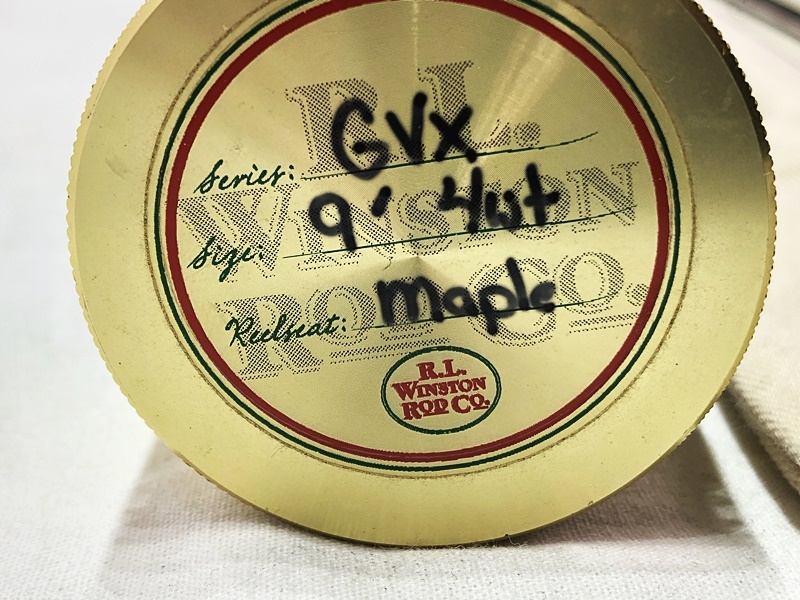 R.L.
WINSTON
ROD CO.
Series: GVX
Size: 9' 4wt
Reelseat: Maple
R.L.
WINSTON
ROD CO.